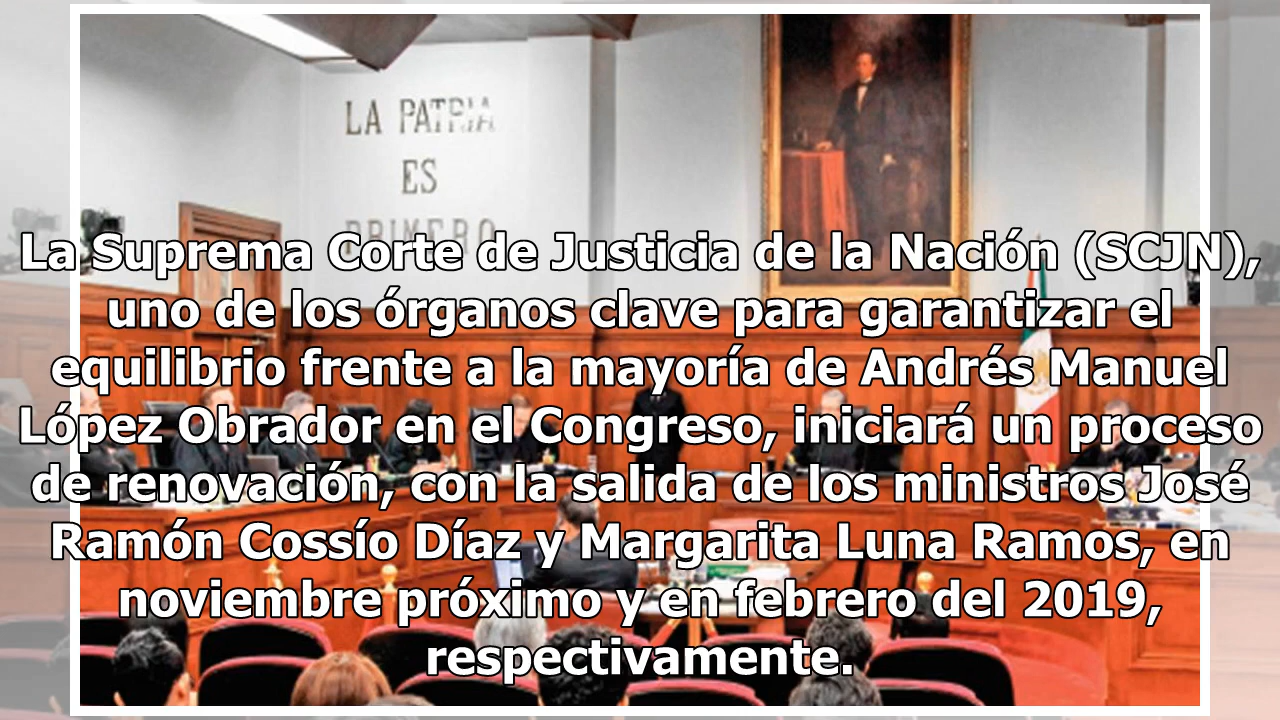 LA PATRIA
ES
PRIMERO
La Suprema Corte de Justicia de la Nación (SCJN),
uno de los órganos clave para garantizar el
equilibrio frente a la mayoría de Andrés Manuel
López Obrador en el Congreso, iniciará un proceso
de renovación, con la salida de los ministros José
Ramón Cossío Díaz y Margarita Luna Ramos, en
noviembre próximo y en febrero del 2019,
respectivamente.